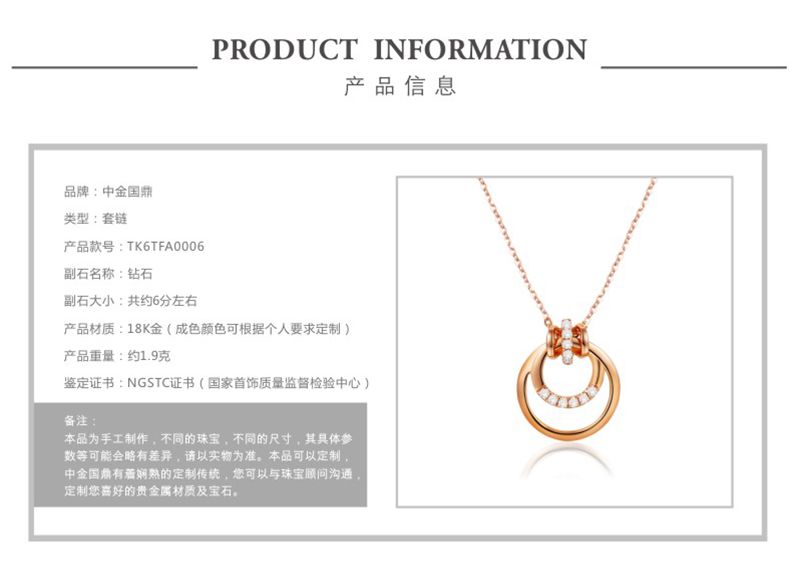 PRODUCT INFORMATION
产品信息
品牌：中金国鼎
类型：套链
产品款号：TK6TFA0006
副石名称：钻石
副石大小：共约6分左右
产品材质：18K金（成色颜色可根据个人要求定制）
产品重量：约1.9克
鉴定证书：NGSTC证书（国家首饰质量监督检验中心）
备注：
本品为手工制作，不同的珠宝，不同的尺寸，其具体参
数等可能会略有差异，请以实物为准。本品可以定制，
中金国鼎有着娴熟的定制传统，您可以与珠宝顾问沟通，
定制您喜好的贵金属材质及宝石。